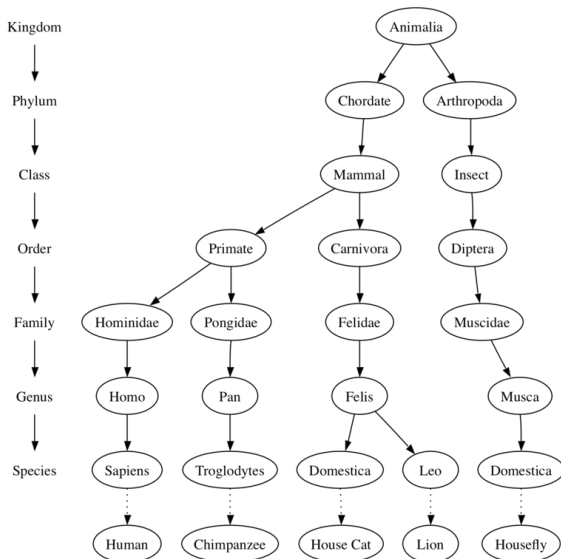 Kingdom Animalia
Phylum Chordate Arthropoda
Class Mammal Insect
Order Primate Carnivora Diptera
Family Hominidae Pongidae Felidae Muscidae
Genus Homo Pan Felis Musca
Species Sapiens Troglodytes Domestica Leo Domestica
Human Chimpanzee House Cat Lion Housefly